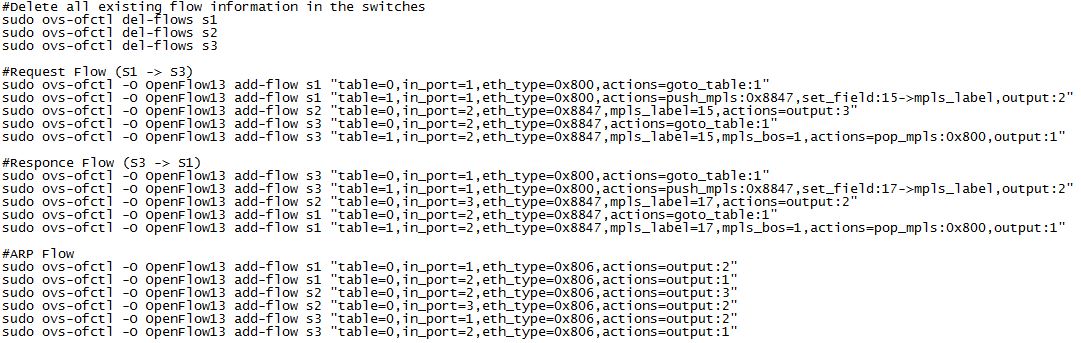 #Delete all existing flow information in the switches
sudo ovs-ofctl del-flows s1
sudo ovs-ofctl del-flows s2
sudo ovs-ofctl del-flows s3
#Request Flow (S1 -> S3)
sudo ovs-ofctl -O OpenFlow13 add-flow s1 "table=0,in_port=1,eth_type=0x800,actions=goto_table:1"
sudo ovs-ofctl -O OpenFlow13 add-flow s1 "table=1,in_port=1,eth_type=0x800,actions=push_mpls:0x8847,set_field:15->mpls_label,output:2"
sudo ovs-ofctl -O OpenFlow13 add-flow s2 "table=0,in_port=2,eth_type=0x8847,mpls_label=15,actions=output:3"
sudo ovs-ofctl -O OpenFlow13 add-flow s3 "table=0,in_port=2,eth_type=0x8847,actions=goto_table:1"
sudo ovs-ofctl -O OpenFlow13 add-flow s3 "table=1,in_port=2,eth_type=0x8847,mpls_label=15,mpls_bos=1,actions=pop_mpls:0x800,output:1"
#Responce Flow (S3 -> S1)
sudo ovs-ofctl -O OpenFlow13 add-flow s3 "table=0,in_port=1,eth_type=0x800,actions=goto_table:1"
sudo ovs-ofctl -O OpenFlow13 add-flow s3 "table=1,in_port=1,eth_type=0x800,actions=push_mpls:0x8847,set_field:17->mpls_label,output:2"
sudo ovs-ofctl -O OpenFlow13 add-flow s2 "table=0,in_port=3,eth_type=0x8847,mpls_label=17,actions=output:2"
sudo ovs-ofctl -O OpenFlow13 add-flow s1 "table=0,in_port=2,eth_type=0x8847,actions=goto_table:1"
sudo ovs-ofctl -O OpenFlow13 add-flow s1 "table=1,in_port=2,eth_type=0x8847,mpls_label=17,mpls_bos=1,actions=pop_mpls:0x800,output:1"
#ARP Flow
sudo ovs-ofctl -O OpenFlow13 add-flow s1 "table=0,in_port=1,eth_type=0x806,actions=output:2"
sudo ovs-ofctl -O OpenFlow13 add-flow s1 "table=0,in_port=2,eth_type=0x806,actions=output:1"
sudo ovs-ofctl -O OpenFlow13 add-flow s2 "table=0,in_port=2,eth_type=0x806,actions=output:3"
sudo ovs-ofctl -O OpenFlow13 add-flow s2 "table=0,in_port=3,eth_type=0x806,actions=output:2"
sudo ovs-ofctl -O OpenFlow13 add-flow s3 "table=0,in_port=1,eth_type=0x806,actions=output:2"
sudo ovs-ofctl -O OpenFlow13 add-flow s3 "table=0,in_port=2,eth_type=0x806,actions=output:1"